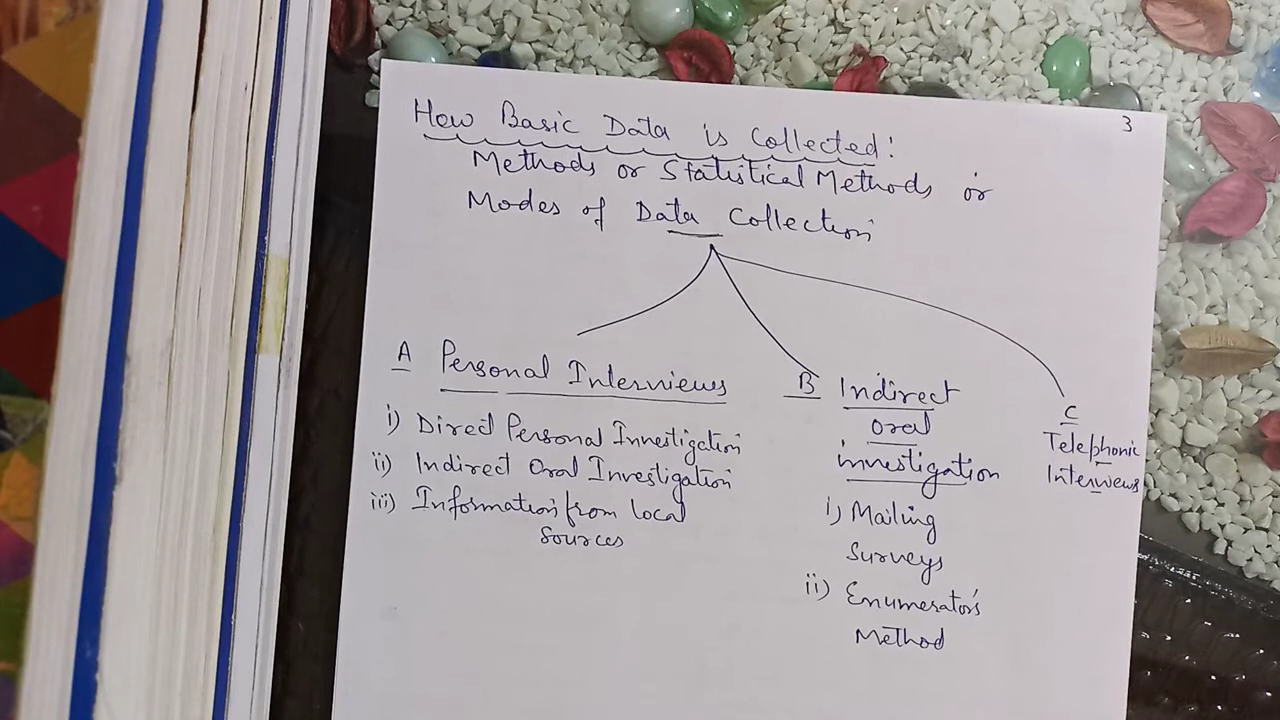 3
How Basic Data is Collected:
Methods or Statistical Methods or
Modes of Data Collection
A Personal Interviews
i) Direct Personal Investigation
ii) Indirect Oral Investigation
iii) Information from local
Sources
B Indirect
oral
investigation
i) Mailing
Surveys
ii) Enumerator's
Method
C
Telephonic
Interviews